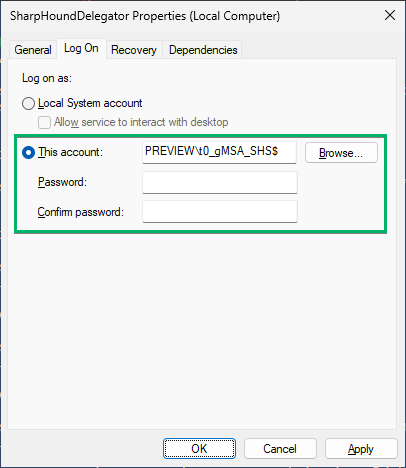 SharpHoundDelegator Properties (Local Computer)
General Log On Recovery Dependencies
Log on as:
Local System account
Allow service to interact with desktop
This account: PREVIEW\t0_gMSA_SHS$ Browse...
Password:
Confirm password:
OK Cancel Apply